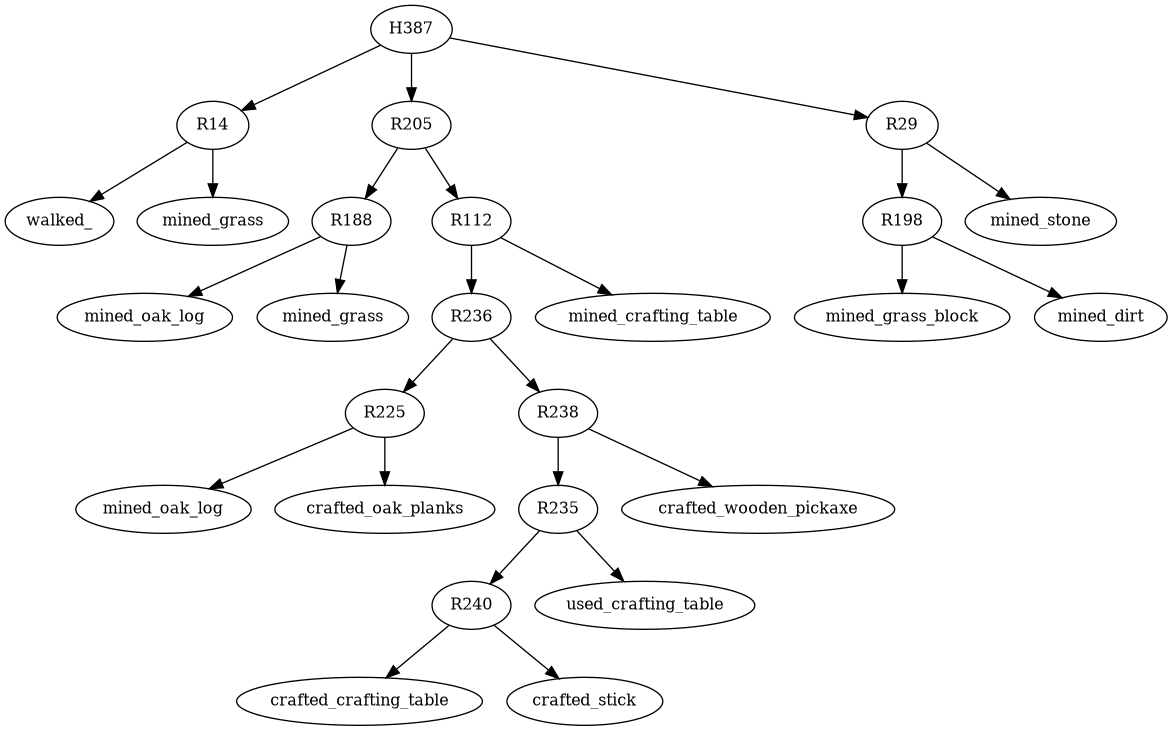 H387
R14
R205
R29
walked_
mined_grass
R188
R112
R198
mined_stone
mined_oak_log
mined_grass
R236
mined_crafting_table
mined_grass_block
mined_dirt
R225
R238
mined_oak_log
crafted_oak_planks
R235
crafted_wooden_pickaxe
R240
used_crafting_table
crafted_crafting_table
crafted_stick